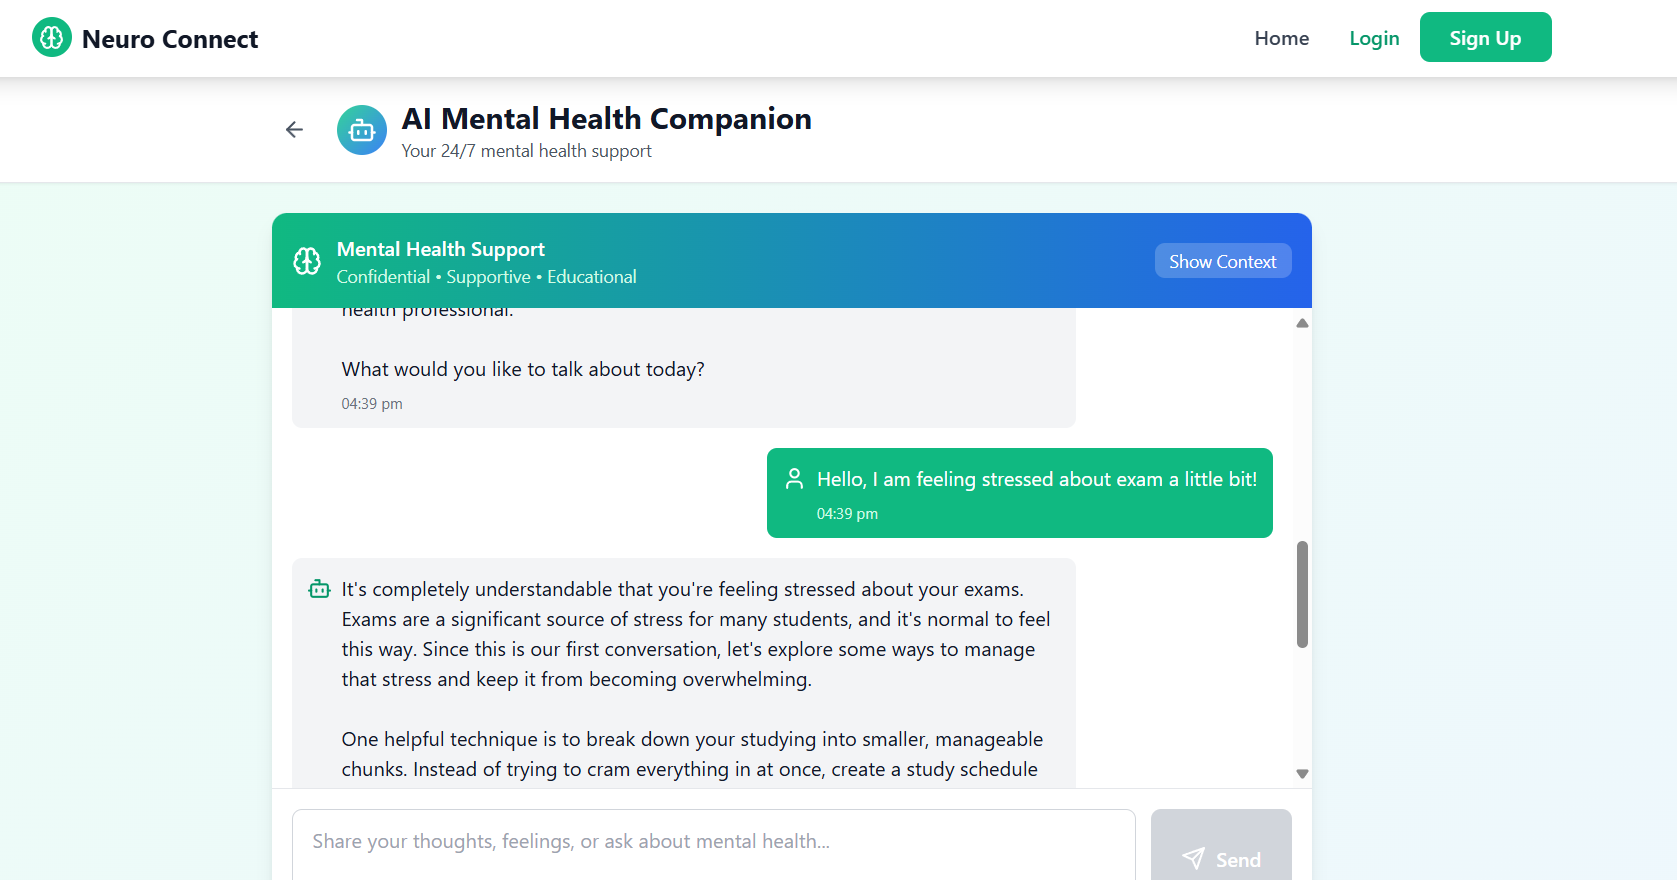 Neuro Connect
Home
Login
Sign Up
AI Mental Health Companion
Your 24/7 mental health support
Mental Health Support
Confidential • Supportive • Educational
Show Context
health professional.
What would you like to talk about today?
04:39 pm
Hello, I am feeling stressed about exam a little bit!
04:39 pm
It's completely understandable that you're feeling stressed about your exams.
Exams are a significant source of stress for many students, and it's normal to feel
this way. Since this is our first conversation, let's explore some ways to manage
that stress and keep it from becoming overwhelming.
One helpful technique is to break down your studying into smaller, manageable
chunks. Instead of trying to cram everything in at once, create a study schedule
Share your thoughts, feelings, or ask about mental health...
Send